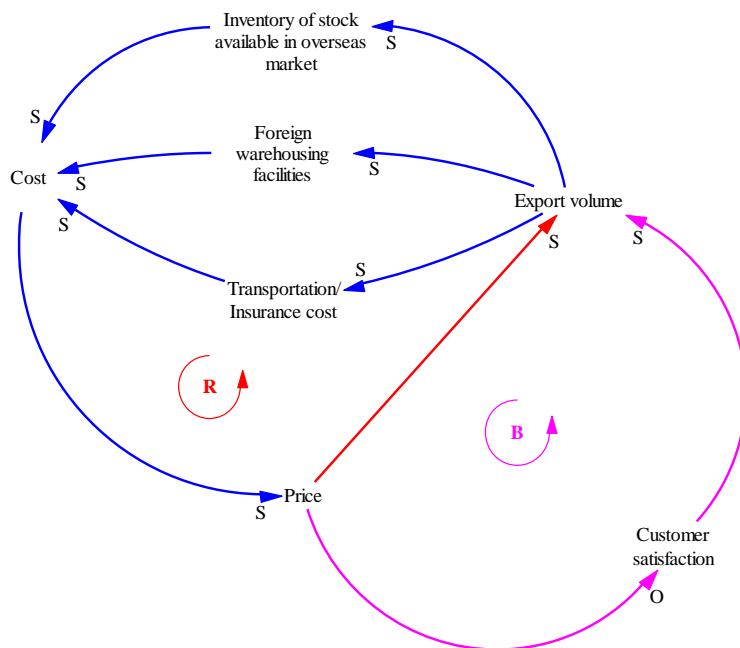 Inventory of stock
available in overseas
market
S
S
Foreign
warehousing
facilities
Cost
S
S
S
Export volume
S
S
S
Transportation/
Insurance cost
R
B
Price
S
Customer
satisfaction
O